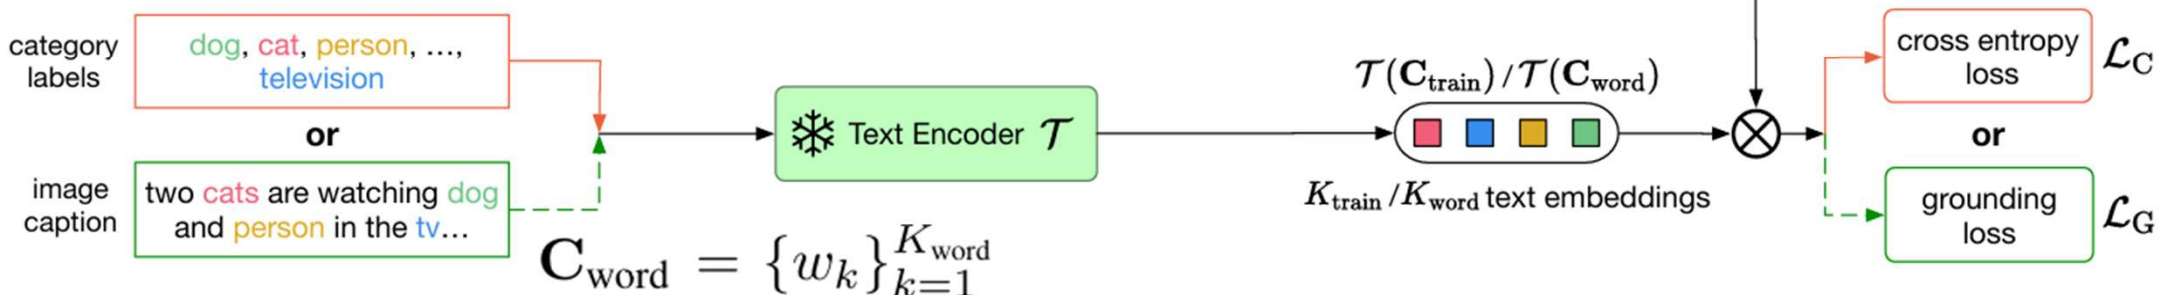 category
labels
dog, cat, person, ...,
television
or
image
caption
two cats are watching dog
and person in the tv...
Text Encoder 𝒯
𝐂_word = {w_k}_{k=1}^{K_word}
𝒯(𝐂_train) / 𝒯(𝐂_word)
K_train /K_word text embeddings
cross entropy
loss
ℒ_C
or
grounding
loss
ℒ_G